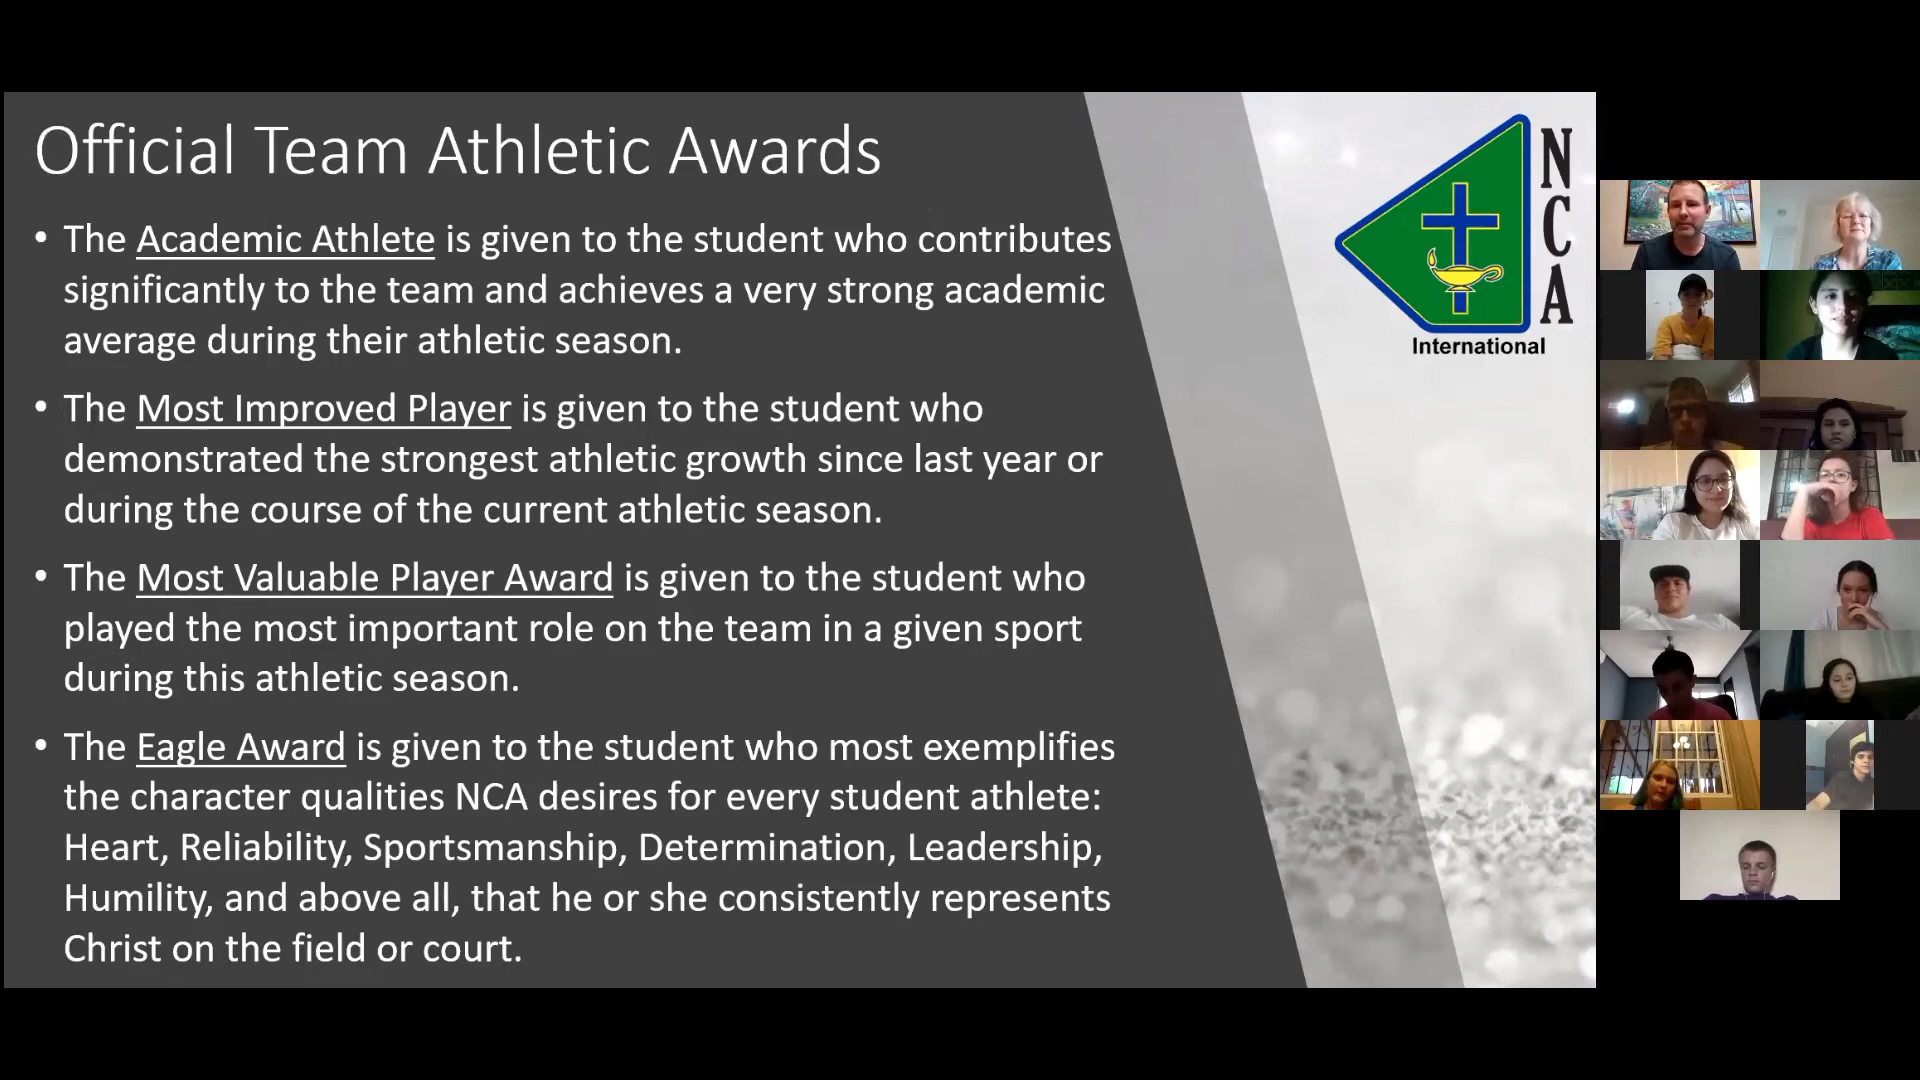 Official Team Athletic Awards
• The Academic Athlete is given to the student who contributes
significantly to the team and achieves a very strong academic
average during their athletic season.
• The Most Improved Player is given to the student who
demonstrated the strongest athletic growth since last year or
during the course of the current athletic season.
• The Most Valuable Player Award is given to the student who
played the most important role on the team in a given sport
during this athletic season.
• The Eagle Award is given to the student who most exemplifies
the character qualities NCA desires for every student athlete:
Heart, Reliability, Sportsmanship, Determination, Leadership,
Humility, and above all, that he or she consistently represents
Christ on the field or court.
NCA
International